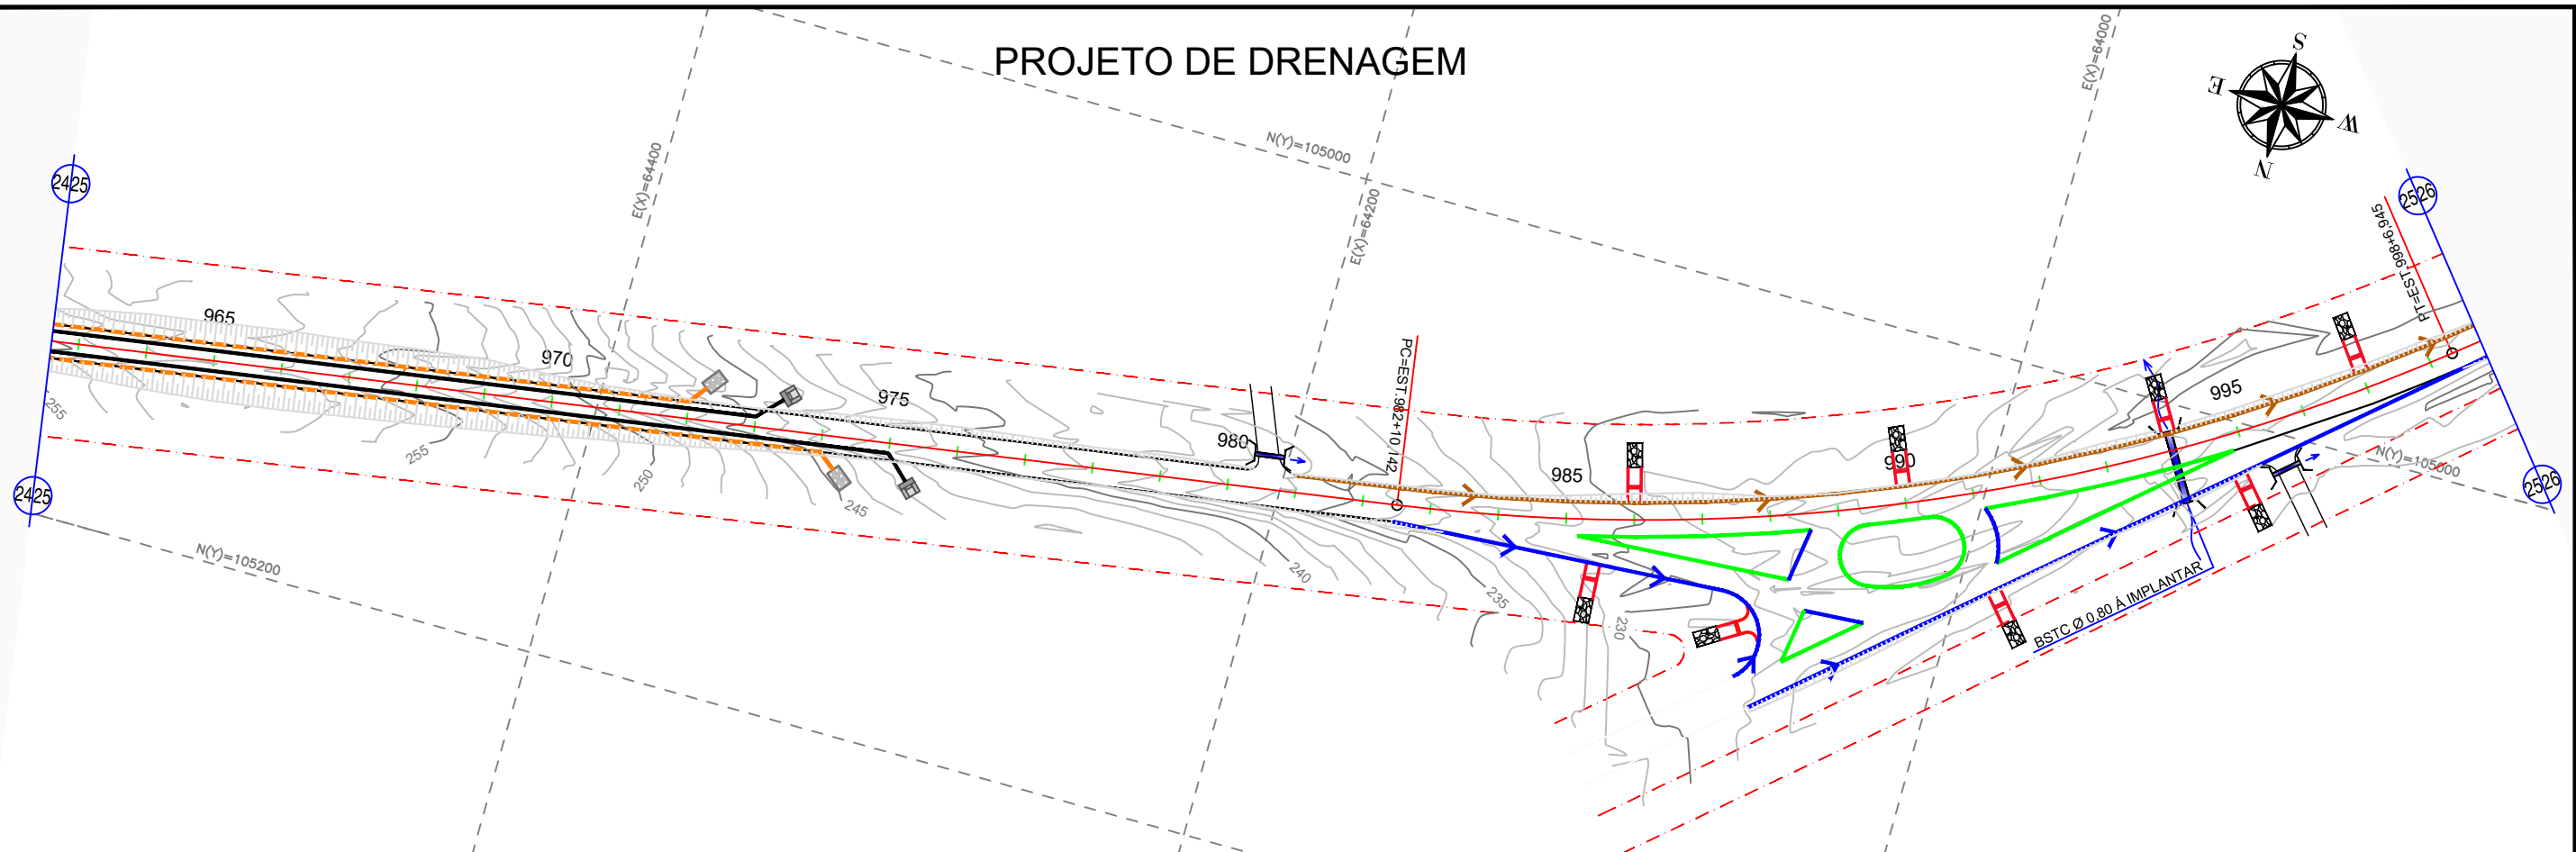 PROJETO DE DRENAGEM
S
E
W
N
E(X)=64400
N(Y)=105000
E(X)=64200
E(X)=64000
2425
2526
PT=EST.998+6,945
965
970
975
980
985
990
995
PC=EST.982+10,142
255
255
250
245
240
235
230
2425
2526
N(Y)=105000
N(Y)=105200
BSTC Ø 0,80 Á IMPLANTAR